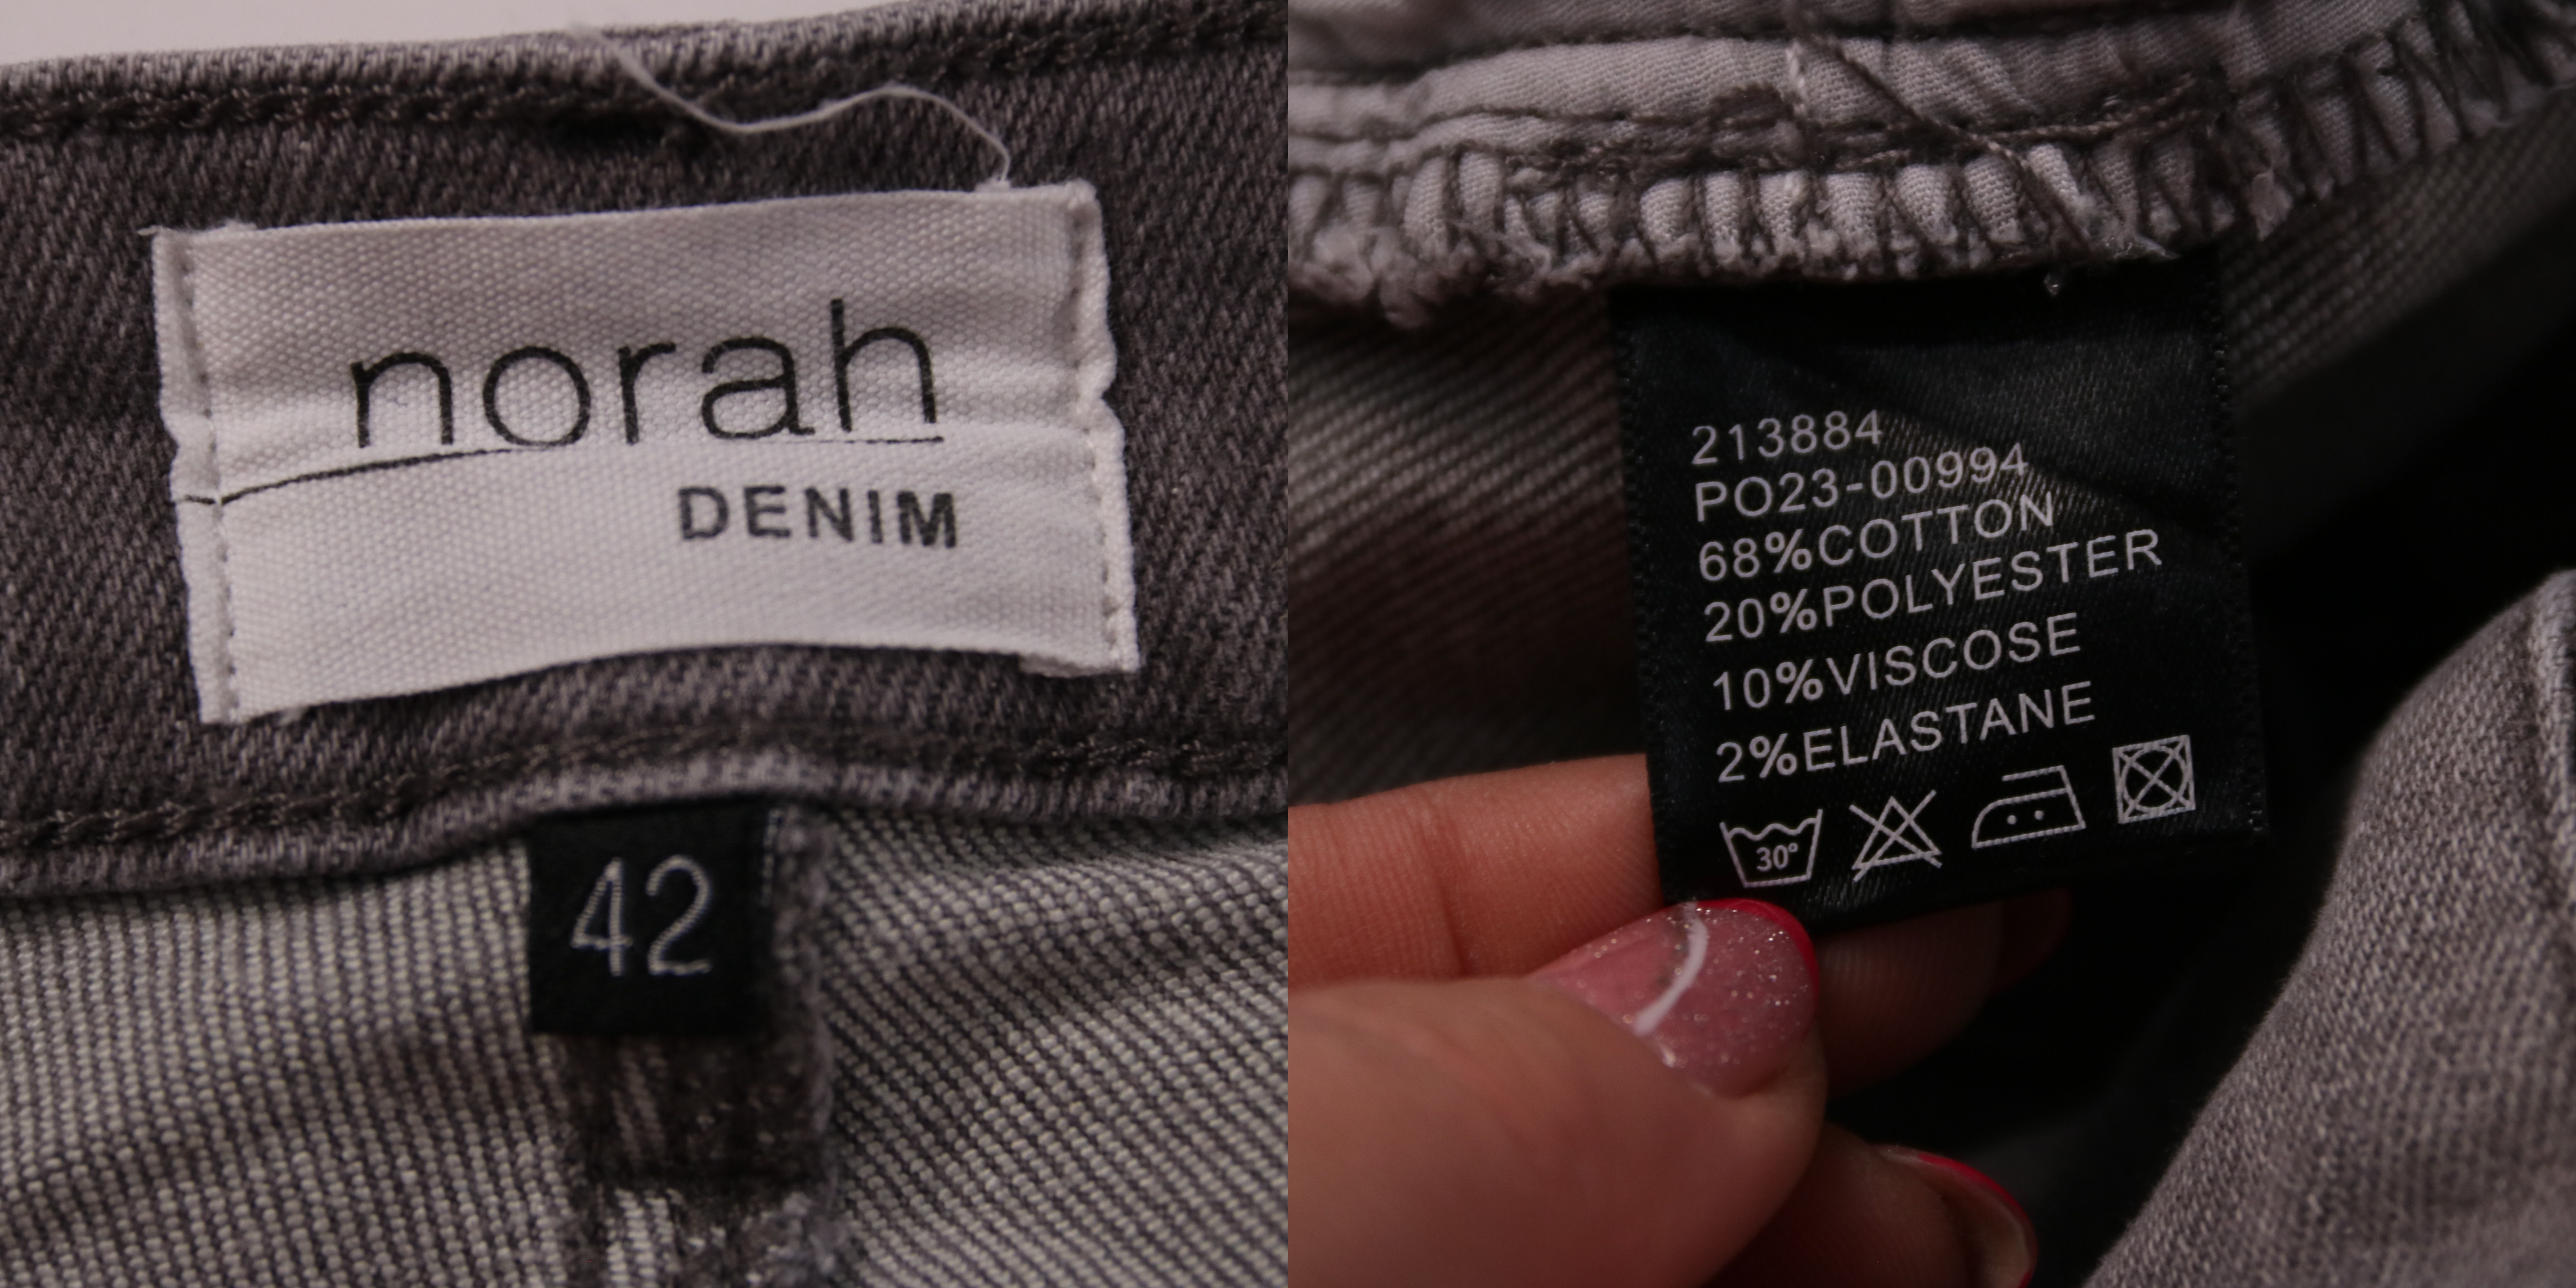 norah
DENIM
42
213884
PO23-00994
68%COTTON
20%POLYESTER
10%VISCOSE
2%ELASTANE
30°